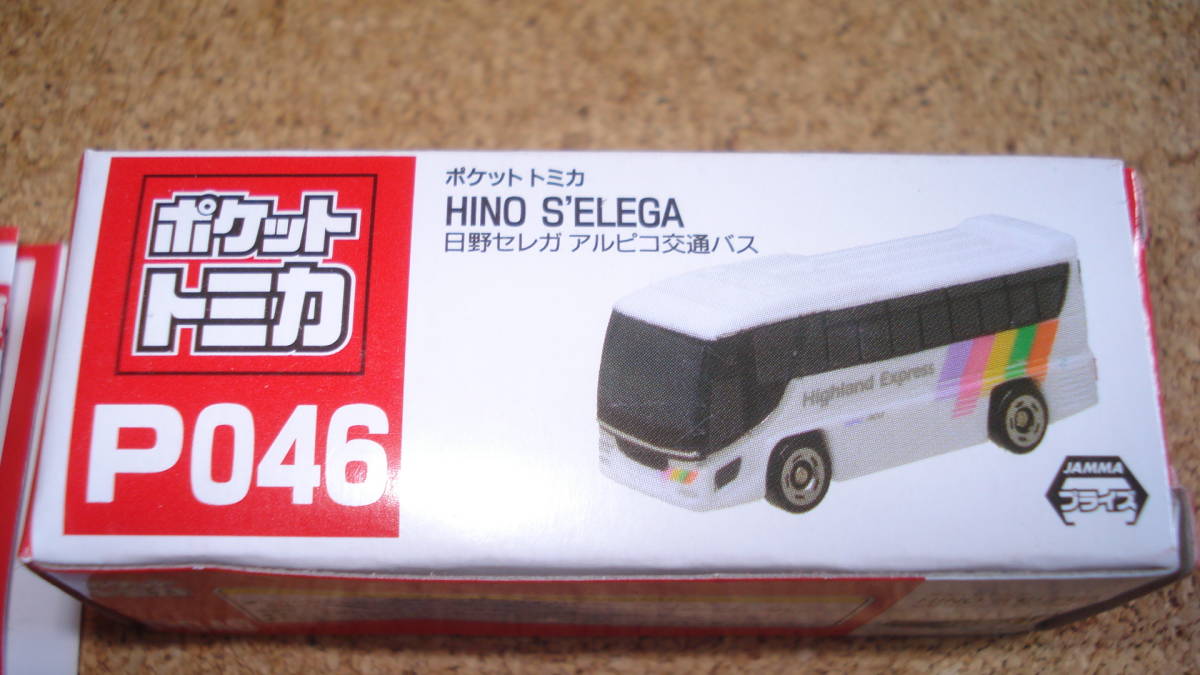 ポケット
トミカ
P046
ポケットトミカ
HINO S'ELEGA
日野セレガ アルピコ交通バス
Highland Express
JAMMA
プライズ